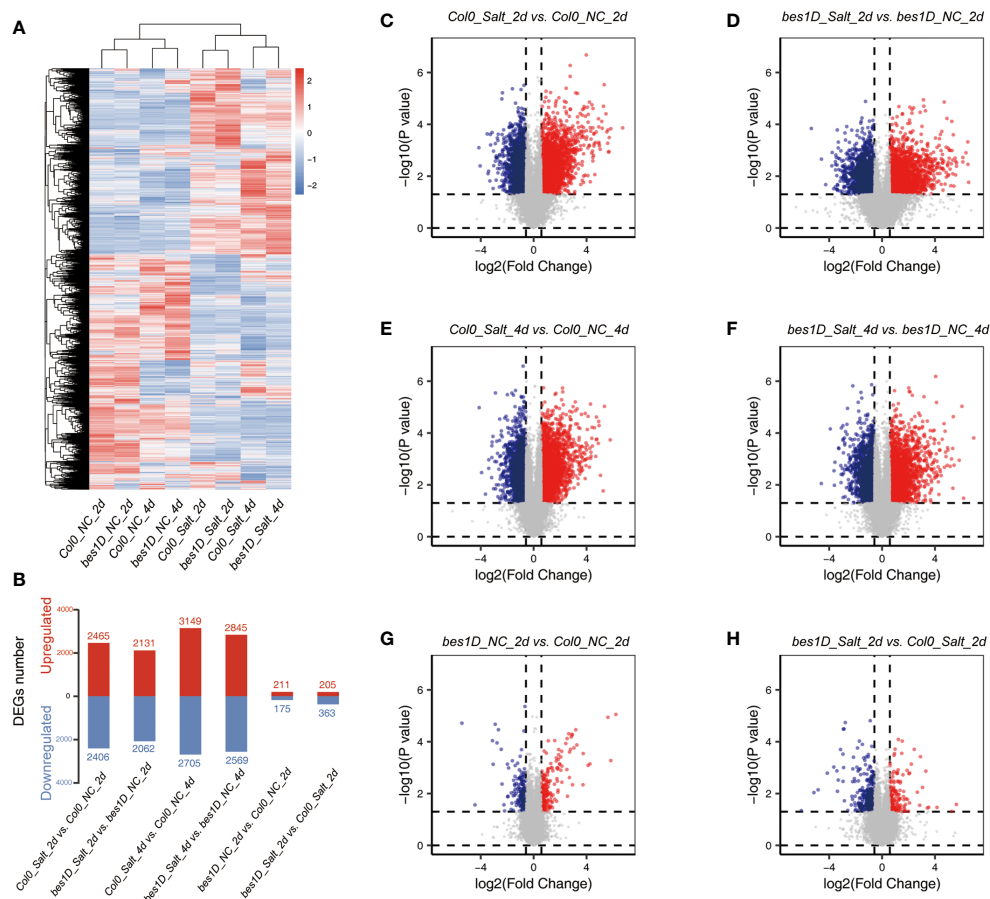 A
2
1
0
−1
−2
Col0_NC_2d
bes1D_NC_2d
Col0_NC_4d
bes1D_NC_4d
Col0_Salt_2d
bes1D_Salt_2d
Col0_Salt_4d
bes1D_Salt_4d
B
DEGs number
Upregulated
Downregulated
4000
2000
0
2000
4000
2465
2131
3149
2845
211
205
2406
2062
2705
2569
175
363
Col0_Salt_2d vs Col0_NC_2d
bes1D_Salt_2d vs bes1D_NC_2d
Col0_Salt_4d vs. Col0_NC_4d
bes1D_Salt_4d vs bes1D_NC_4d
bes1D_NC_2d vs. Col0_NC_2d
bes1D_Salt_2d vs. Col0_Salt_2d
C
Col0_Salt_2d vs. Col0_NC_2d
−log10(P value)
6
4
2
0
−4 0 4
log2(Fold Change)
D
bes1D_Salt_2d vs. bes1D_NC_2d
−log10(P value)
6
4
2
0
−4 0 4
log2(Fold Change)
E
Col0_Salt_4d vs. Col0_NC_4d
−log10(P value)
6
4
2
0
−4 0 4
log2(Fold Change)
F
bes1D_Salt_4d vs. bes1D_NC_4d
−log10(P value)
6
4
2
0
−4 0 4
log2(Fold Change)
G
bes1D_NC_2d vs. Col0_NC_2d
−log10(P value)
6
4
2
0
−4 0 4
log2(Fold Change)
H
bes1D_Salt_2d vs. Col0_Salt_2d
−log10(P value)
6
4
2
0
−4 0 4
log2(Fold Change)